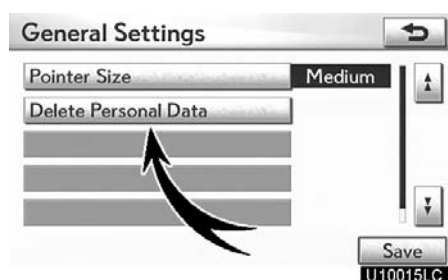 General Settings
Pointer Size Medium
Delete Personal Data
Save
U10015LC